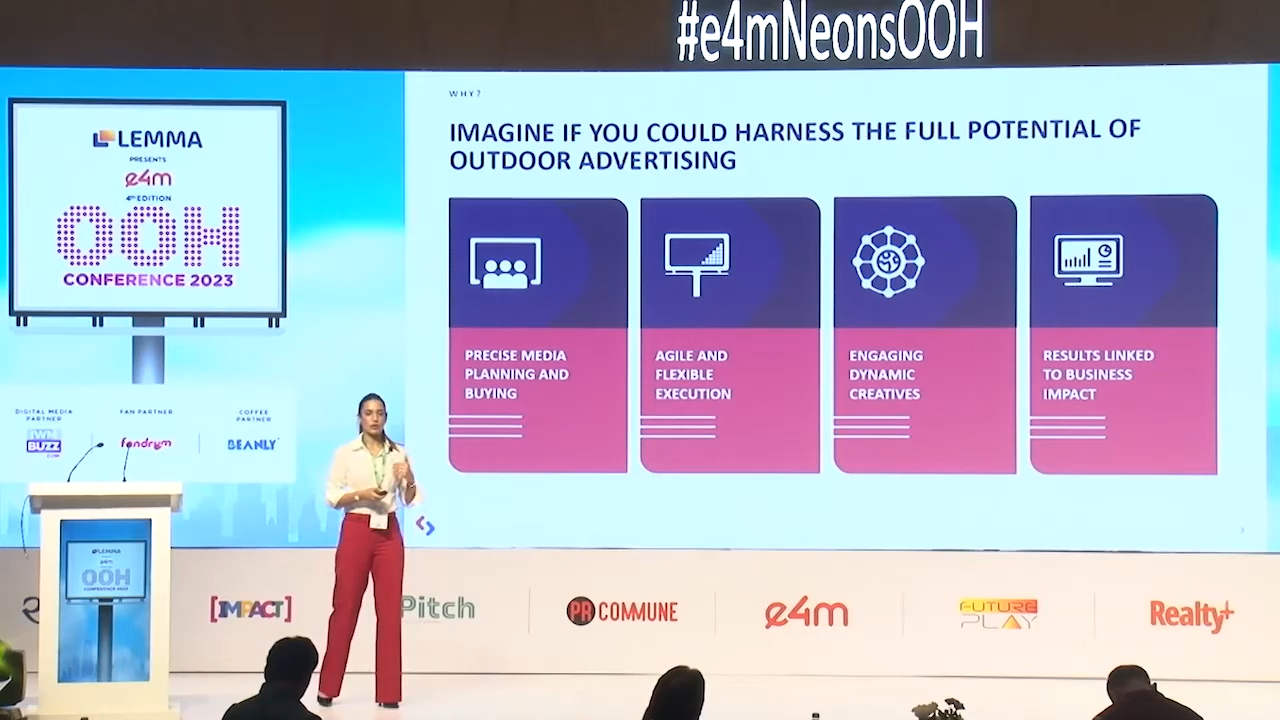 #e4mNeonsOOH
LEMMA
PRESENTS
e4m
4TH EDITION
OOH
CONFERENCE 2023
DIGITAL MEDIA
PARTNER
IWM
BUZZ
.COM
FAN PARTNER
fandrum
COFFEE
PARTNER
BEANLY
WHY?
IMAGINE IF YOU COULD HARNESS THE FULL POTENTIAL OF
OUTDOOR ADVERTISING
PRECISE MEDIA
PLANNING AND
BUYING
AGILE AND
FLEXIBLE
EXECUTION
ENGAGING
DYNAMIC
CREATIVES
RESULTS LINKED
TO BUSINESS
IMPACT
LEMMA
e4m
OOH
CONFERENCE 2023
[IMPACT]
Pitch
PR COMMUNE
e4m
FUTURE
PLAY
Realty+